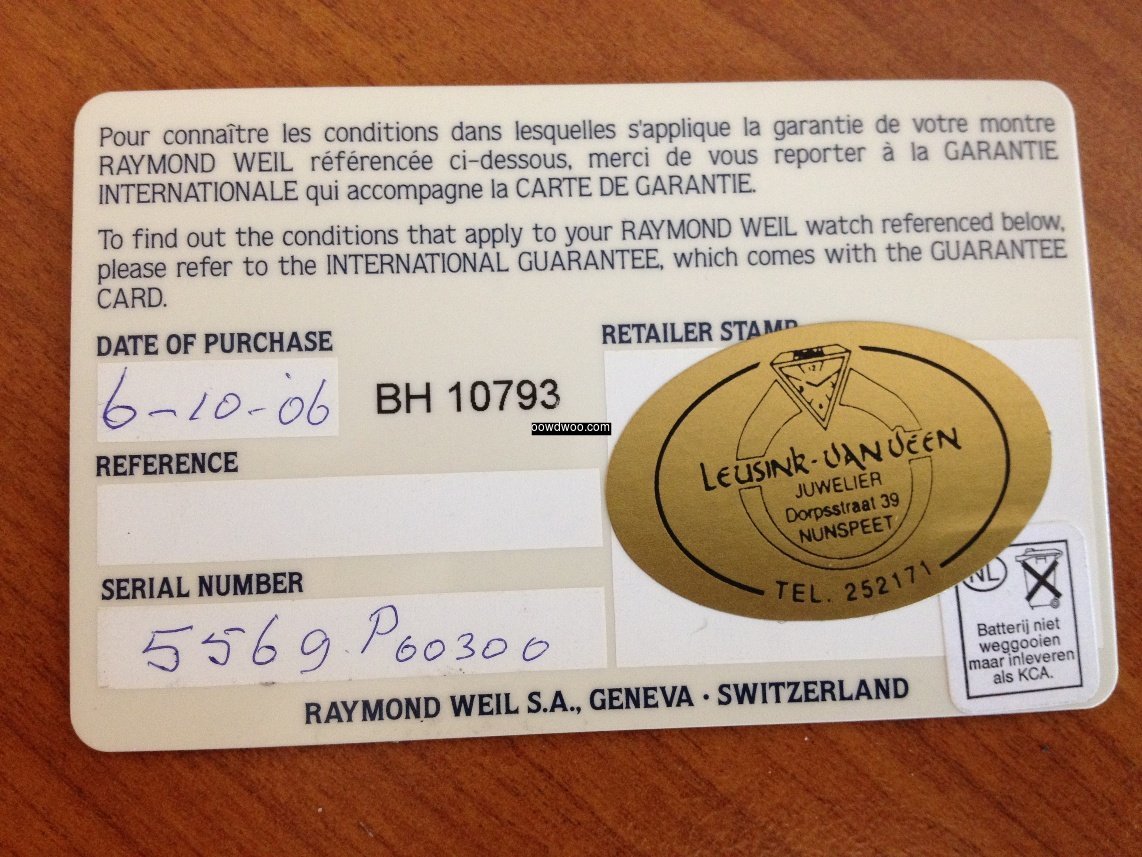 Pour connaître les conditions dans lesquelles s'applique la garantie de votre montre
RAYMOND WEIL référencée ci-dessous, merci de vous reporter à la GARANTIE
INTERNATIONALE qui accompagne la CARTE DE GARANTIE.
To find out the conditions that apply to your RAYMOND WEIL watch referenced below,
please refer to the INTERNATIONAL GUARANTEE, which comes with the GUARANTEE
CARD.
DATE OF PURCHASE
6-10-06
BH 10793
oowdwoo.com
REFERENCE
SERIAL NUMBER
5569.P00300
RETAILER STAMP
LEUSINK-VAN VEEN
JUWELIER
Dorpsstraat 39
NUNSPEET
TEL. 252171
NL
Batterij niet
weggooien
maar inleveren
als KCA.
RAYMOND WEIL S.A., GENEVA · SWITZERLAND